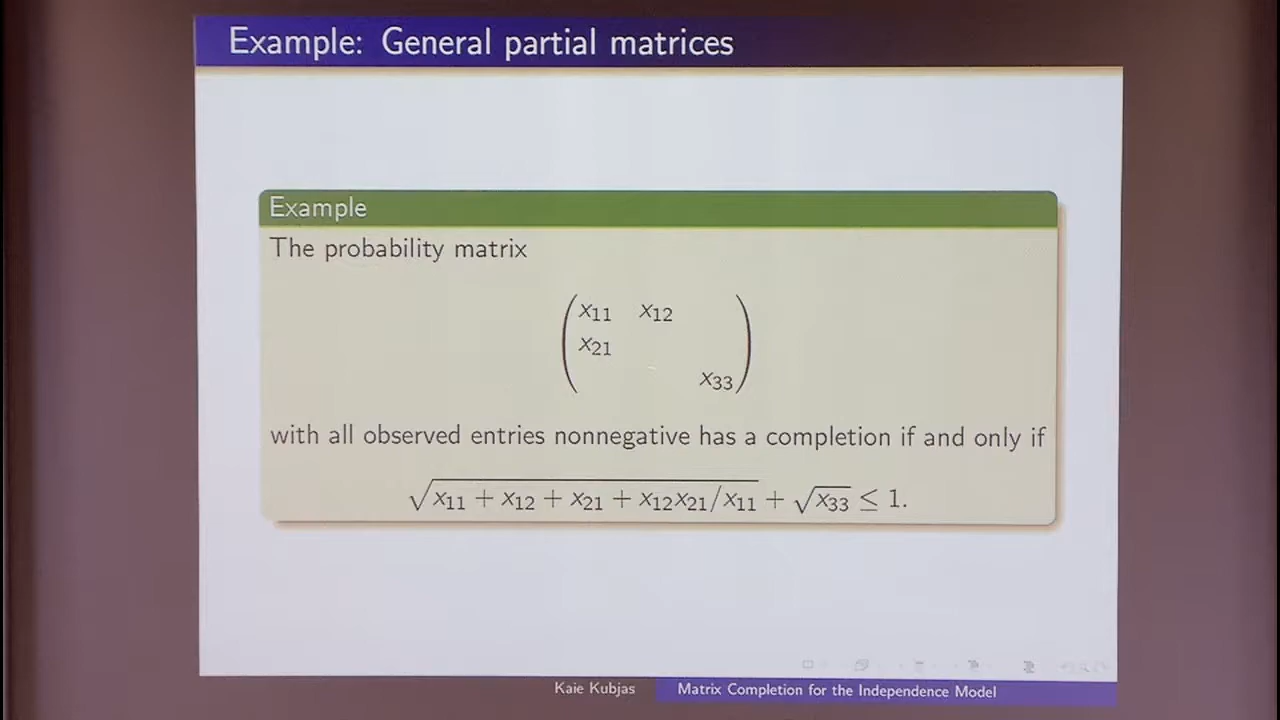 Example: General partial matrices
Example
The probability matrix
x₁₁ x₁₂
x₂₁
x₃₃
with all observed entries nonnegative has a completion if and only if
√(x₁₁ + x₁₂ + x₂₁ + x₁₂x₂₁/x₁₁) + √x₃₃ ≤ 1.
Kaie Kubjas Matrix Completion for the Independence Model